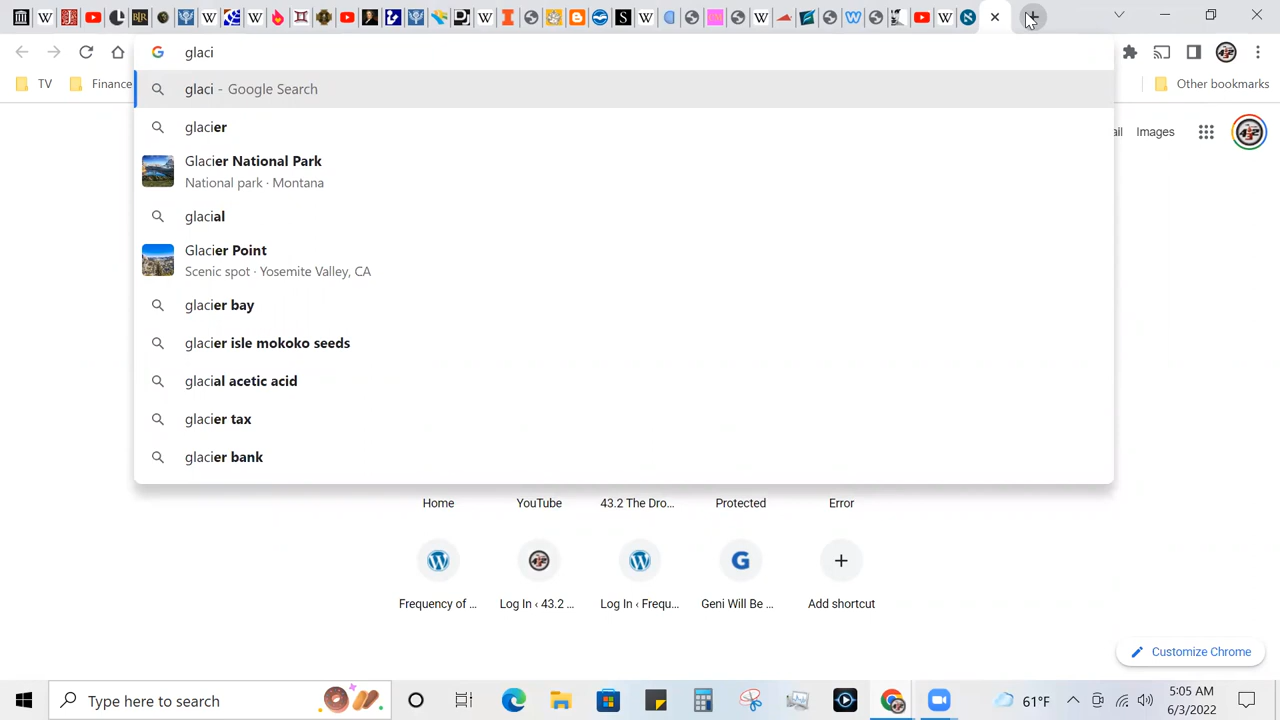 glaci
TV
Finance
Other bookmarks
glaci - Google Search
glacier
ail
Images
Glacier National Park
National park · Montana
glacial
Glacier Point
Scenic spot · Yosemite Valley, CA
glacier bay
glacier isle mokoko seeds
glacial acetic acid
glacier tax
glacier bank
Home
YouTube
43.2 The Dro...
Protected
Error
Frequency of ...
Log In ‹ 43.2 ...
Log In ‹ Frequ...
Geni Will Be ...
Add shortcut
Customize Chrome
Type here to search
61°F
5:05 AM
6/3/2022